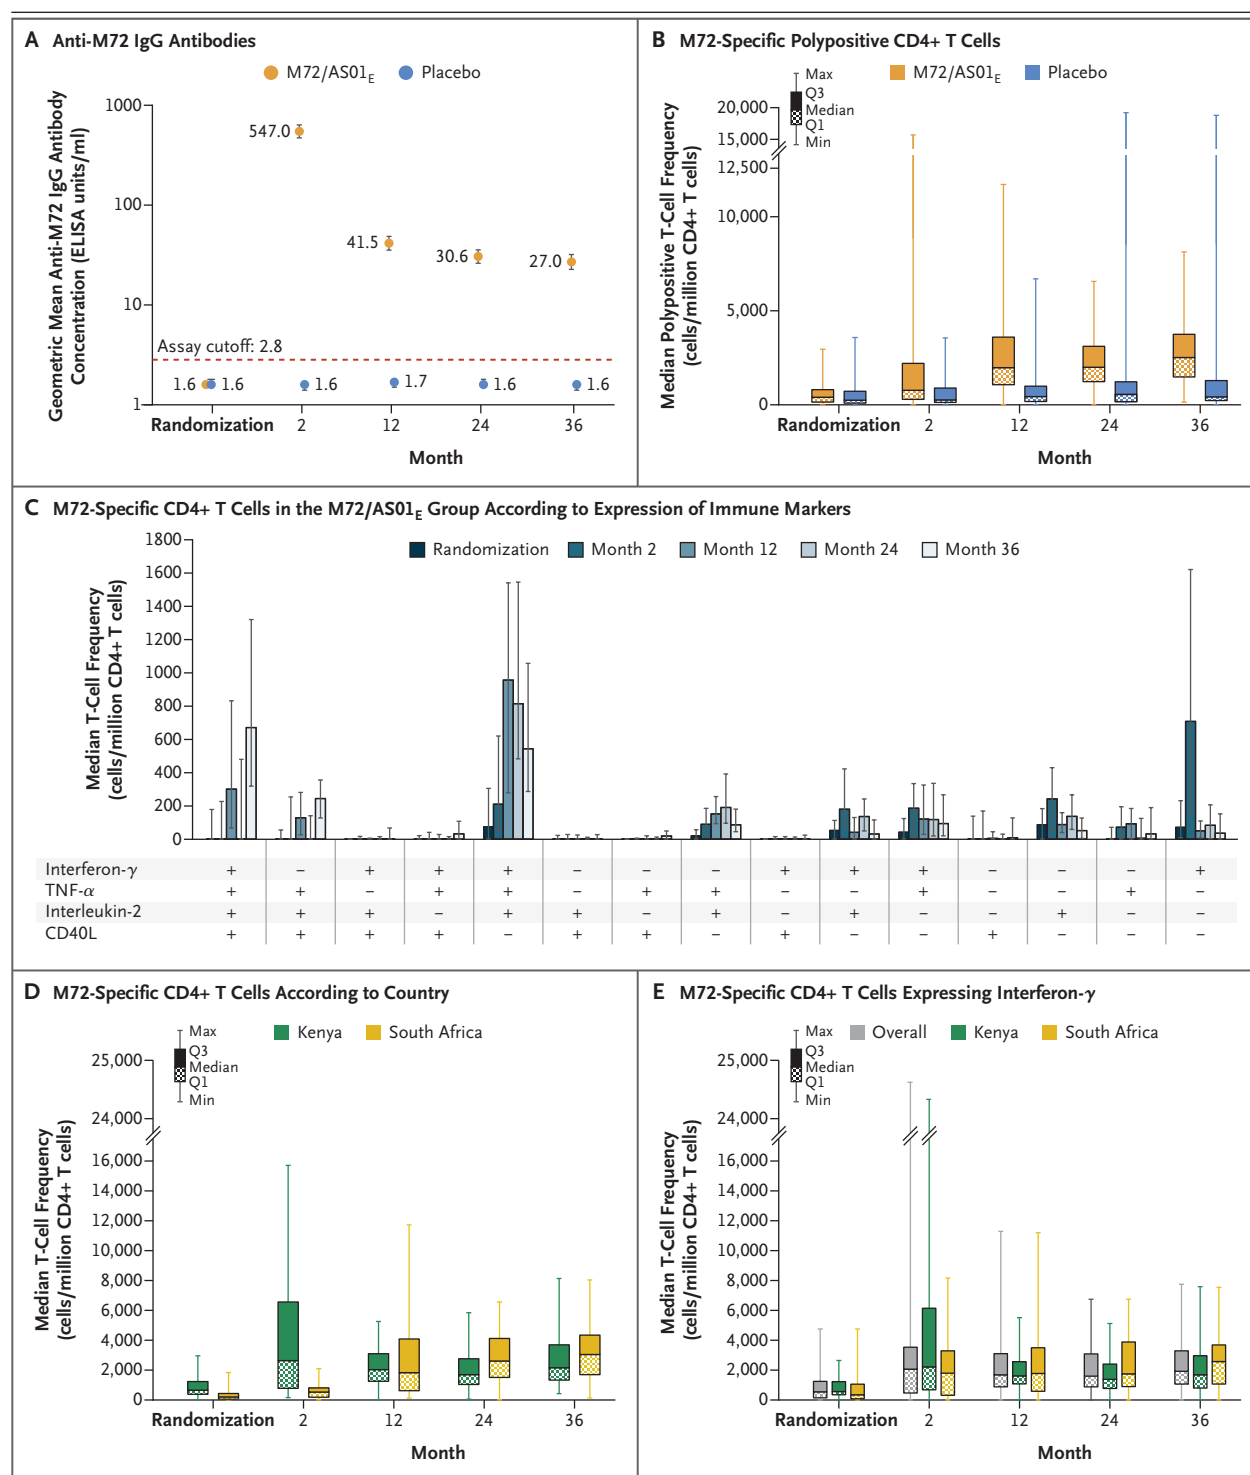 A Anti-M72 IgG Antibodies
M72/AS01E Placebo
Geometric Mean Anti-M72 IgG Antibody
Concentration (ELISA units/ml)
1000
100
10
1
547.0
41.5
30.6
27.0
Assay cutoff: 2.8
1.6 1.6 1.6 1.7 1.6 1.6
Randomization 2 12 24 36
Month
B M72-Specific Polypositive CD4+ T Cells
Max
Q3
Median
Q1
Min
M72/AS01E Placebo
Median Polypositive T-Cell Frequency
(cells/million CD4+ T cells)
20,000
15,000
12,500
10,000
5,000
0
Randomization 2 12 24 36
Month
C M72-Specific CD4+ T Cells in the M72/AS01E Group According to Expression of Immune Markers
Randomization Month 2 Month 12 Month 24 Month 36
Median T-Cell Frequency
(cells/million CD4+ T cells)
1800
1600
1400
1200
1000
800
600
400
200
0
Interferon-γ + − + + + − − − + + + − − − +
TNF-α + + − + + − + + − − + − − + −
Interleukin-2 + + + − + + − + − + − − + − −
CD40L + + + + − + + − + − − + − − −
D M72-Specific CD4+ T Cells According to Country
Max
Q3
Median
Q1
Min
Kenya South Africa
Median T-Cell Frequency
(cells/million CD4+ T cells)
25,000
24,000
16,000
14,000
12,000
10,000
8,000
6,000
4,000
2,000
0
Randomization 2 12 24 36
Month
E M72-Specific CD4+ T Cells Expressing Interferon-γ
Max
Q3
Median
Q1
Min
Overall Kenya South Africa
Median T-Cell Frequency
(cells/million CD4+ T cells)
25,000
24,000
16,000
14,000
12,000
10,000
8,000
6,000
4,000
2,000
0
Randomization 2 12 24 36
Month